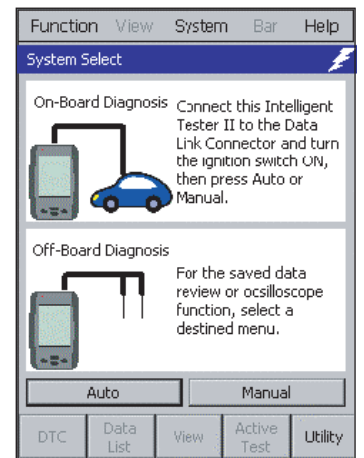 Function View System Bar Help
System Select
On-Board Diagnosis
Connect this Intelligent
Tester II to the Data
Link Connector and turn
the ignition switch ON,
then press Auto or
Manual.
Off-Board Diagnosis
For the saved data
review or ocsilloscope
function, select a
destined menu.
Auto Manual
DTC Data List View Active Test Utility